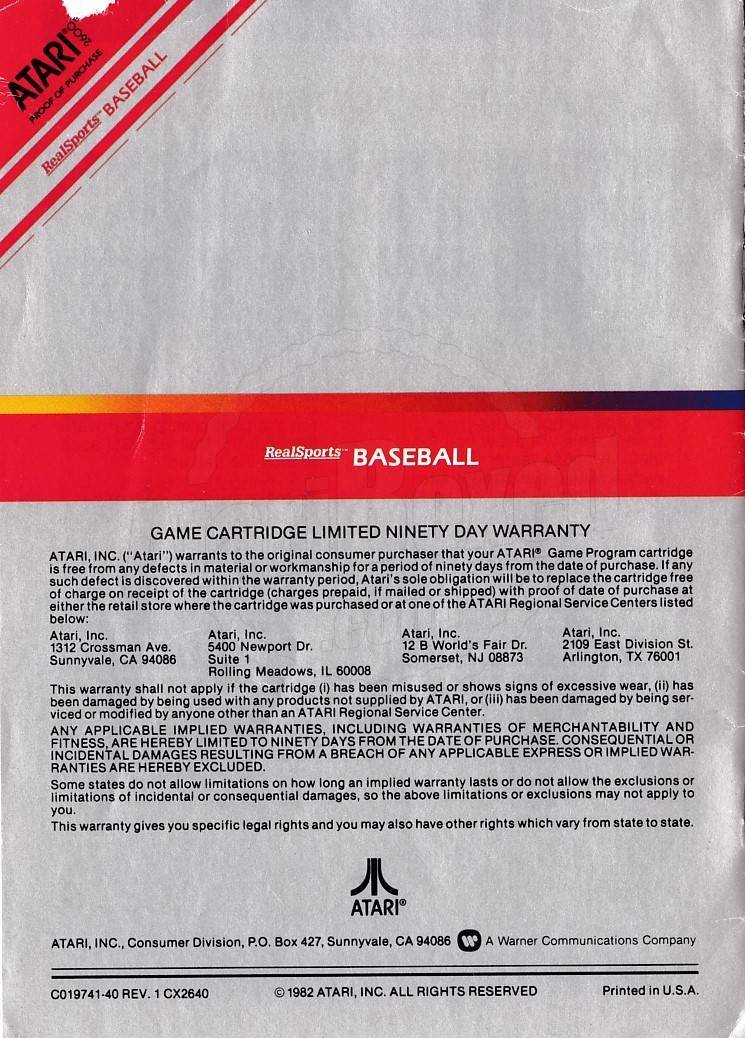 ATARI® 2600™
PROOF OF PURCHASE
RealSports™ BASEBALL
RealSports™ BASEBALL
GAME CARTRIDGE LIMITED NINETY DAY WARRANTY
ATARI, INC. ("Atari") warrants to the original consumer purchaser that your ATARI® Game Program cartridge
is free from any defects in material or workmanship for a period of ninety days from the date of purchase. If any
such defect is discovered within the warranty period, Atari's sole obligation will be to replace the cartridge free
of charge on receipt of the cartridge (charges prepaid, if mailed or shipped) with proof of date of purchase at
either the retail store where the cartridge was purchased or at one of the ATARI Regional Service Centers listed
below:
Atari, Inc.
1312 Crossman Ave.
Sunnyvale, CA 94086
Atari, Inc.
5400 Newport Dr.
Suite 1
Rolling Meadows, IL 60008
Atari, Inc.
12 B World's Fair Dr.
Somerset, NJ 08873
Atari, Inc.
2109 East Division St.
Arlington, TX 76001
This warranty shall not apply if the cartridge (i) has been misused or shows signs of excessive wear, (ii) has
been damaged by being used with any products not supplied by ATARI, or (iii) has been damaged by being ser-
viced or modified by anyone other than an ATARI Regional Service Center.
ANY APPLICABLE IMPLIED WARRANTIES, INCLUDING WARRANTIES OF MERCHANTABILITY AND
FITNESS, ARE HEREBY LIMITED TO NINETY DAYS FROM THE DATE OF PURCHASE. CONSEQUENTIAL OR
INCIDENTAL DAMAGES RESULTING FROM A BREACH OF ANY APPLICABLE EXPRESS OR IMPLIED WAR-
RANTIES ARE HEREBY EXCLUDED.
Some states do not allow limitations on how long an implied warranty lasts or do not allow the exclusions or
limitations of incidental or consequential damages, so the above limitations or exclusions may not apply to
you.
This warranty gives you specific legal rights and you may also have other rights which vary from state to state.
ATARI®
ATARI, INC., Consumer Division, P.O. Box 427, Sunnyvale, CA 94086 A Warner Communications Company
C019741-40 REV. 1 CX2640 © 1982 ATARI, INC. ALL RIGHTS RESERVED Printed in U.S.A.